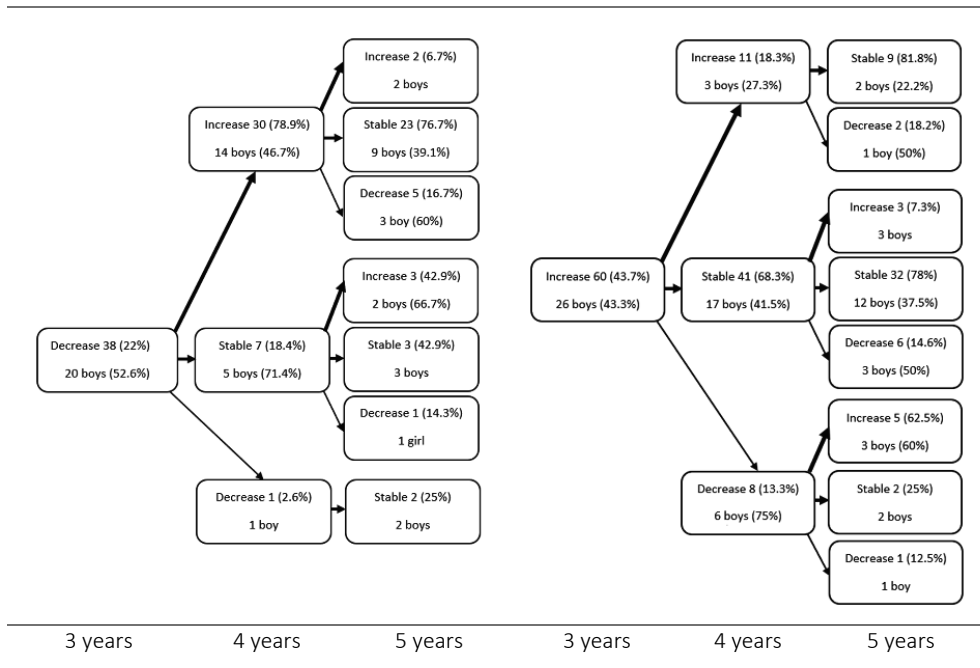 Increase 2 (6.7%)
2 boys
Increase 30 (78.9%)
14 boys (46.7%)
Stable 23 (76.7%)
9 boys (39.1%)
Decrease 5 (16.7%)
3 boy (60%)
Increase 3 (42.9%)
2 boys (66.7%)
Decrease 38 (22%)
20 boys (52.6%)
Stable 7 (18.4%)
5 boys (71.4%)
Stable 3 (42.9%)
3 boys
Decrease 1 (14.3%)
1 girl
Decrease 1 (2.6%)
1 boy
Stable 2 (25%)
2 boys
Increase 11 (18.3%)
3 boys (27.3%)
Stable 9 (81.8%)
2 boys (22.2%)
Decrease 2 (18.2%)
1 boy (50%)
Increase 3 (7.3%)
3 boys
Increase 60 (43.7%)
26 boys (43.3%)
Stable 41 (68.3%)
17 boys (41.5%)
Stable 32 (78%)
12 boys (37.5%)
Decrease 6 (14.6%)
3 boys (50%)
Increase 5 (62.5%)
3 boys (60%)
Decrease 8 (13.3%)
6 boys (75%)
Stable 2 (25%)
2 boys
Decrease 1 (12.5%)
1 boy
3 years 4 years 5 years 3 years 4 years 5 years